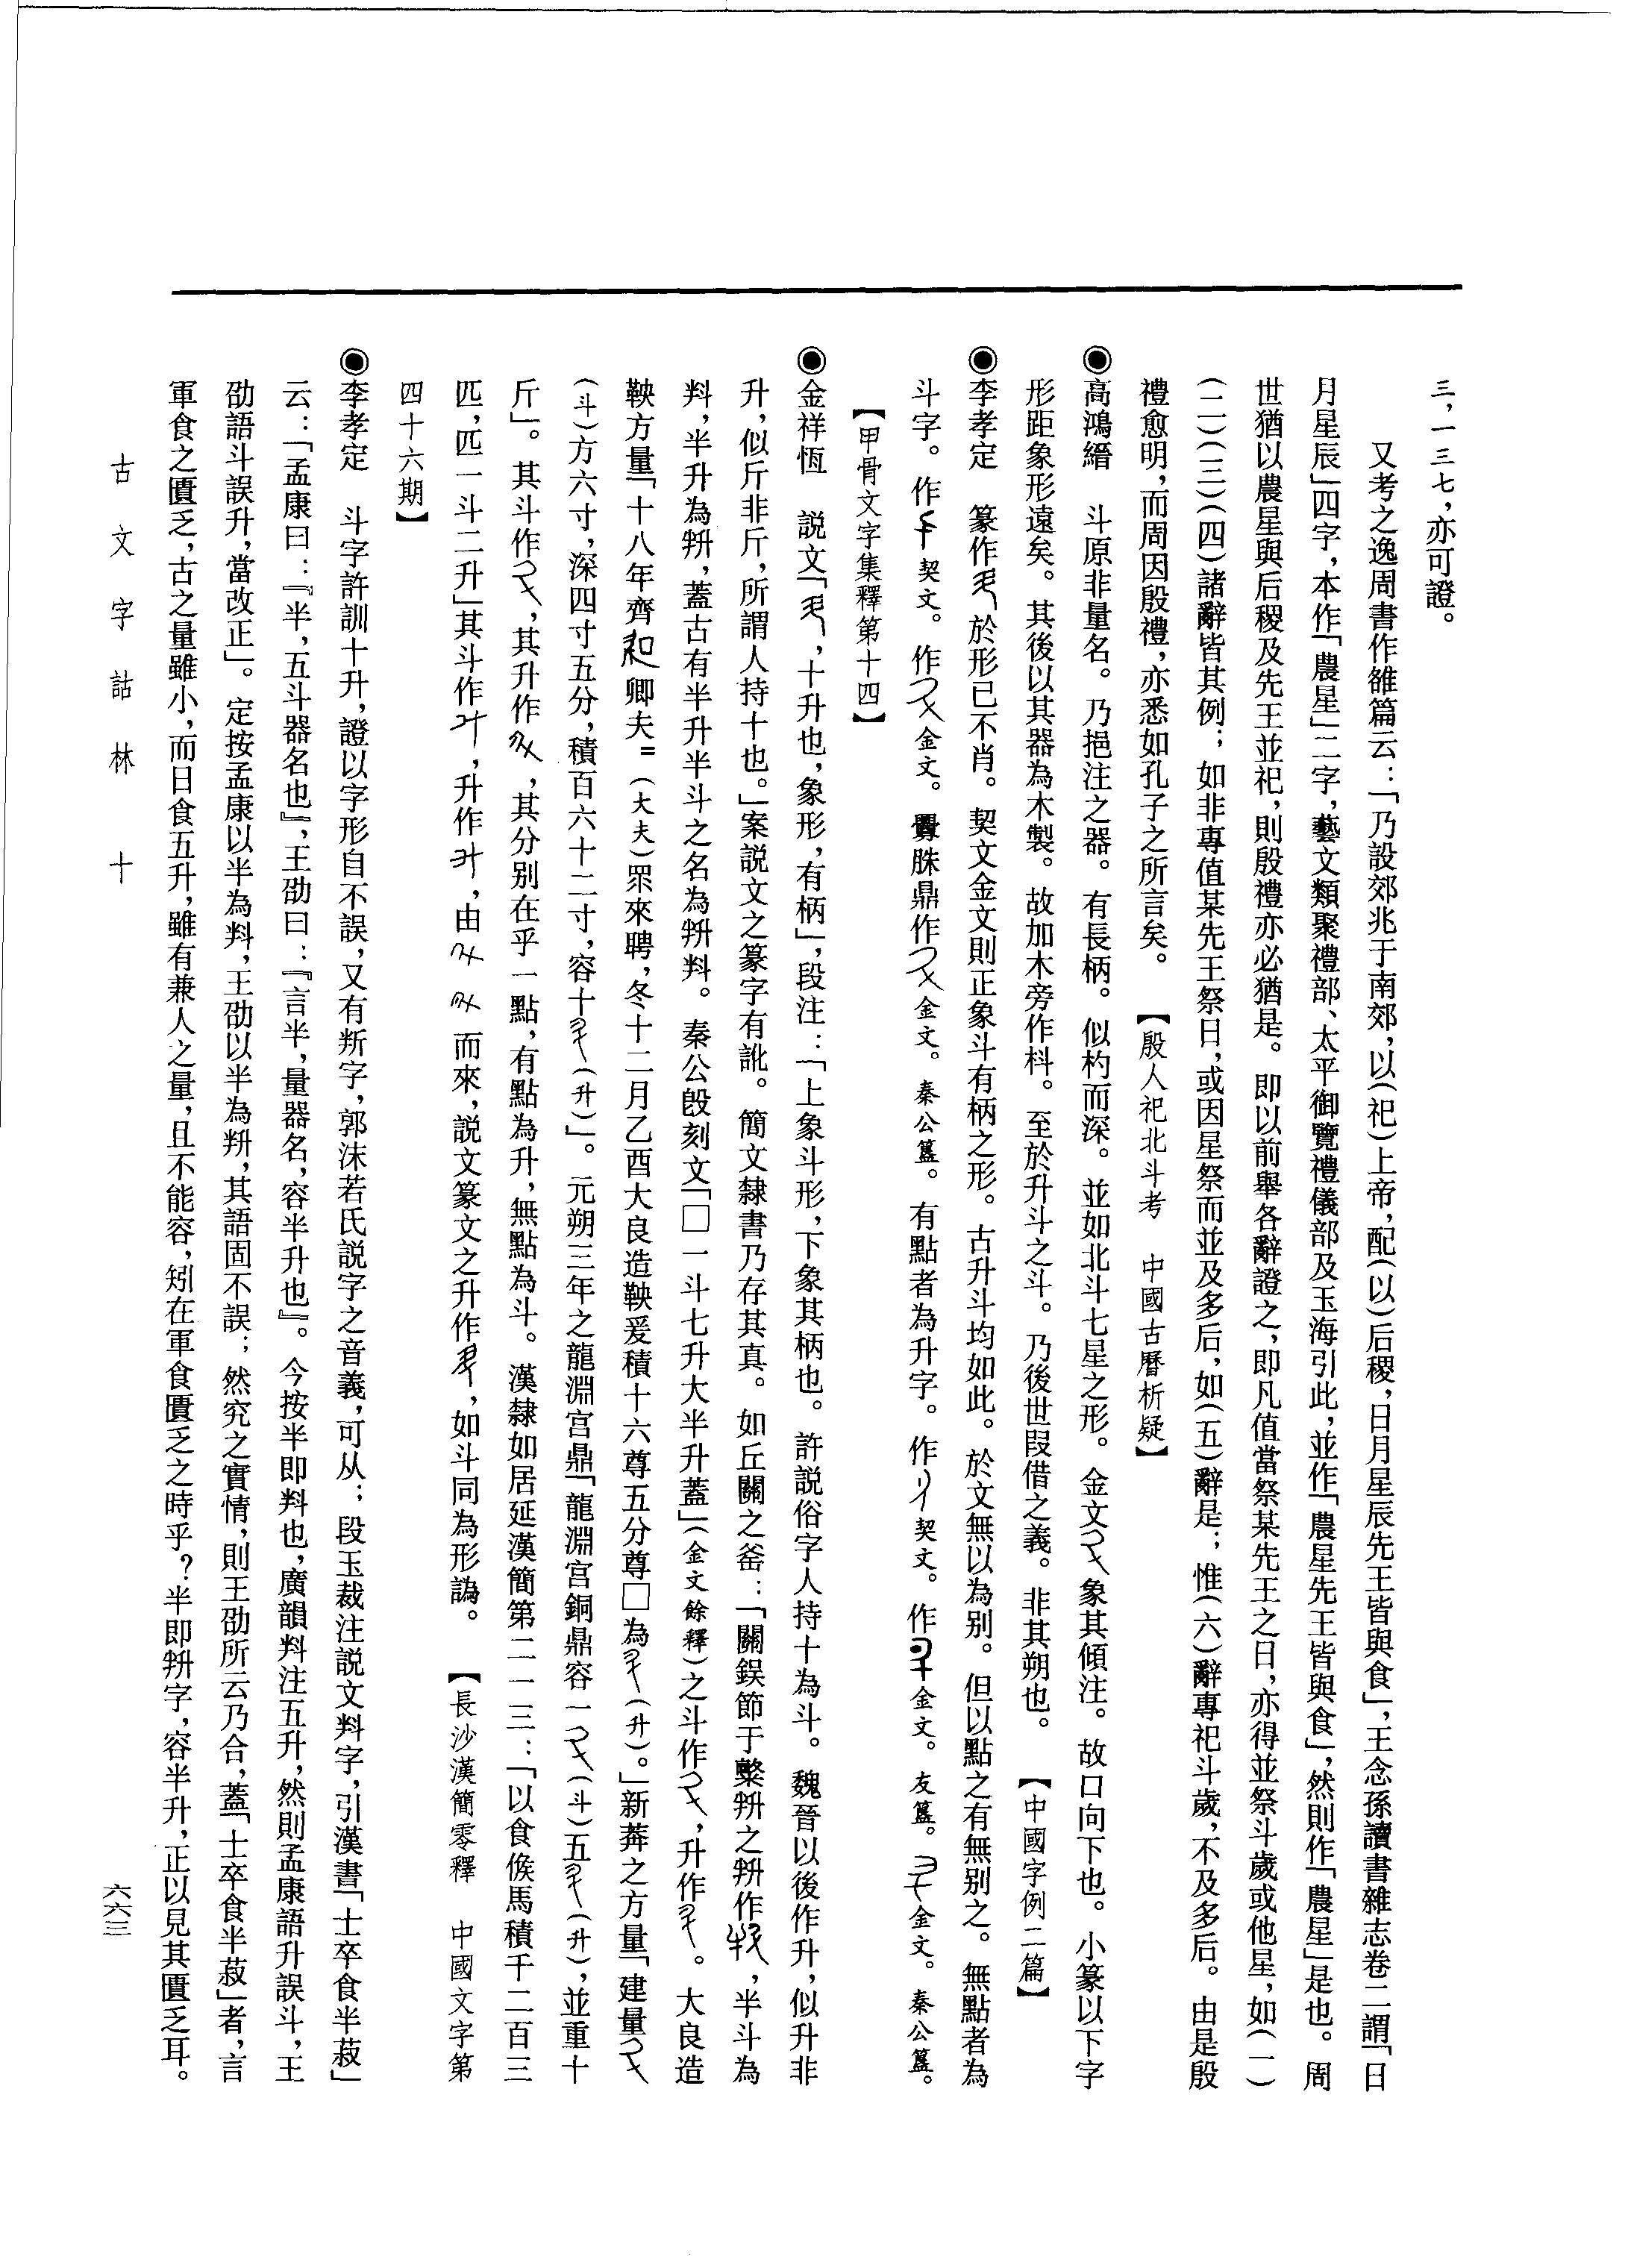 三，一三七，亦可證。
又考之逸周書作雒篇云：「乃設郊兆于南郊，以（祀）上帝，配（以）后稷，日月星辰先王皆與食」，王念孫讀書雜志卷二謂「日
月星辰」四字，本作「農星」二字，藝文類聚禮部、太平御覽禮儀部及玉海引此，並作「農星先王皆與食」，然則作「農星」是也。周
世猶以農星與后稷及先王並祀，則殷禮亦必猶是。即以前舉各辭證之，即凡值當祭某先王之日，亦得並祭斗歲或他星，如（一）
（二）（三）（四）諸辭皆其例；如非專值某先王祭日，或因星祭而並及多后，如（五）辭是；惟（六）辭專祀斗歲，不及多后。由是殷
禮愈明，而周因殷禮，亦悉如孔子之所言矣。【殷人祀北斗考　中國古曆析疑】
◉高鴻縉　斗原非量名。乃挹注之器。有長柄。似杓而深。並如北斗七星之形。金文象其傾注。故口向下也。小篆以下字
形距象形遠矣。其後以其器為木製。故加木旁作枓。至於升斗之斗。乃後世叚借之義。非其朔也。【中國字例二篇】
◉李孝定　篆作於形已不肖。契文金文則正象斗有柄之形。古升斗均如此。於文無以為別。但以點之有無別之。無點者為
斗字。作契文。作金文。釁朱鼎作金文。秦公簋。有點者為升字。作契文。作金文。友簋。金文。秦公簋。
【甲骨文字集釋第十四】
◉金祥恆　説文「，十升也，象形，有柄」，段注：「上象斗形，下象其柄也。許説俗字人持十為斗。魏晉以後作升，似升非
升，似斤非斤，所謂人持十也。」案説文之篆字有訛。簡文隸書乃存其真。如丘關之釜：「關鋘節于𣪘䉽之䉽作，半斗為
料，半升為䉽，蓋古有半升半斗之名為䉽料。秦公𣪘刻文「□一斗七升大半升蓋」（金文餘釋）之斗作，升作。大良造
鞅方量「十八年齊卿夫=（大夫）眾來聘，冬十二月乙酉大良造鞅爰積十六尊五分尊□為（升）。」新莽之方量「建量
（斗）方六寸，深四寸五分，積百六十二寸，容十（升）」。元朔三年之龍淵宮鼎「龍淵宮銅鼎容一（斗）五（升），並重十
斤」。其斗作，其升作，其分别在乎一點，有點為升，無點為斗。漢隸如居延漢簡第二一三：「以食候馬積千二百三
匹，匹一斗二升」其斗作，升作，由而來，説文篆文之升作，如斗同為形譌。【長沙漢簡零釋　中國文字第
四十六期】
◉李孝定　斗字許訓十升，證以字形自不誤，又有㪵字，郭沫若氏説字之音義，可从；段玉裁注説文料字，引漢書「士卒食半菽」
云：「孟康曰：『半，五斗器名也』，王劭曰：『言半，量器名，容半升也』。今按半即料也，廣韻料注五升，然則孟康語升誤斗，王
劭語斗誤升，當改正」。定按孟康以半為料，王劭以半為䉽，其語固不誤；然究之實情，則王劭所云乃合，蓋「士卒食半菽」者，言
軍食之匱乏，古之量雖小，而日食五升，雖有兼人之量，且不能容，矧在軍食匱乏之時乎？半即䉽字，容半升，正以見其匱乏耳。
古文字詁林　十
六六三